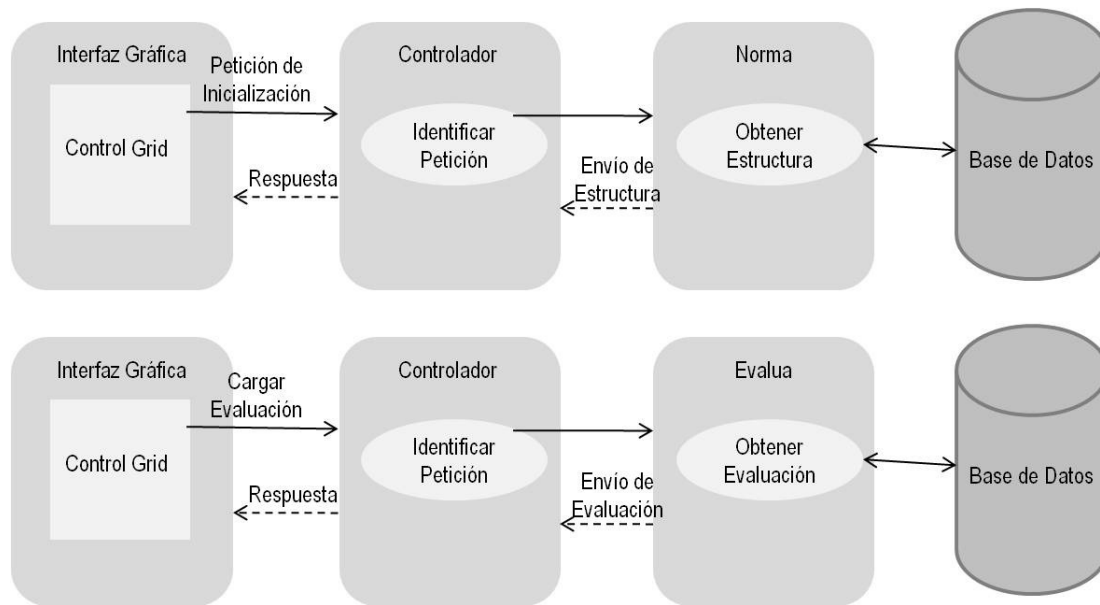 Interfaz Gráfica
Controlador
Norma
Petición de
Inicialización
Control Grid
Identificar
Petición
Obtener
Estructura
Base de Datos
Respuesta
Envío de
Estructura
Interfaz Gráfica
Controlador
Evalua
Cargar
Evaluación
Control Grid
Identificar
Petición
Obtener
Evaluación
Base de Datos
Respuesta
Envío de
Evaluación